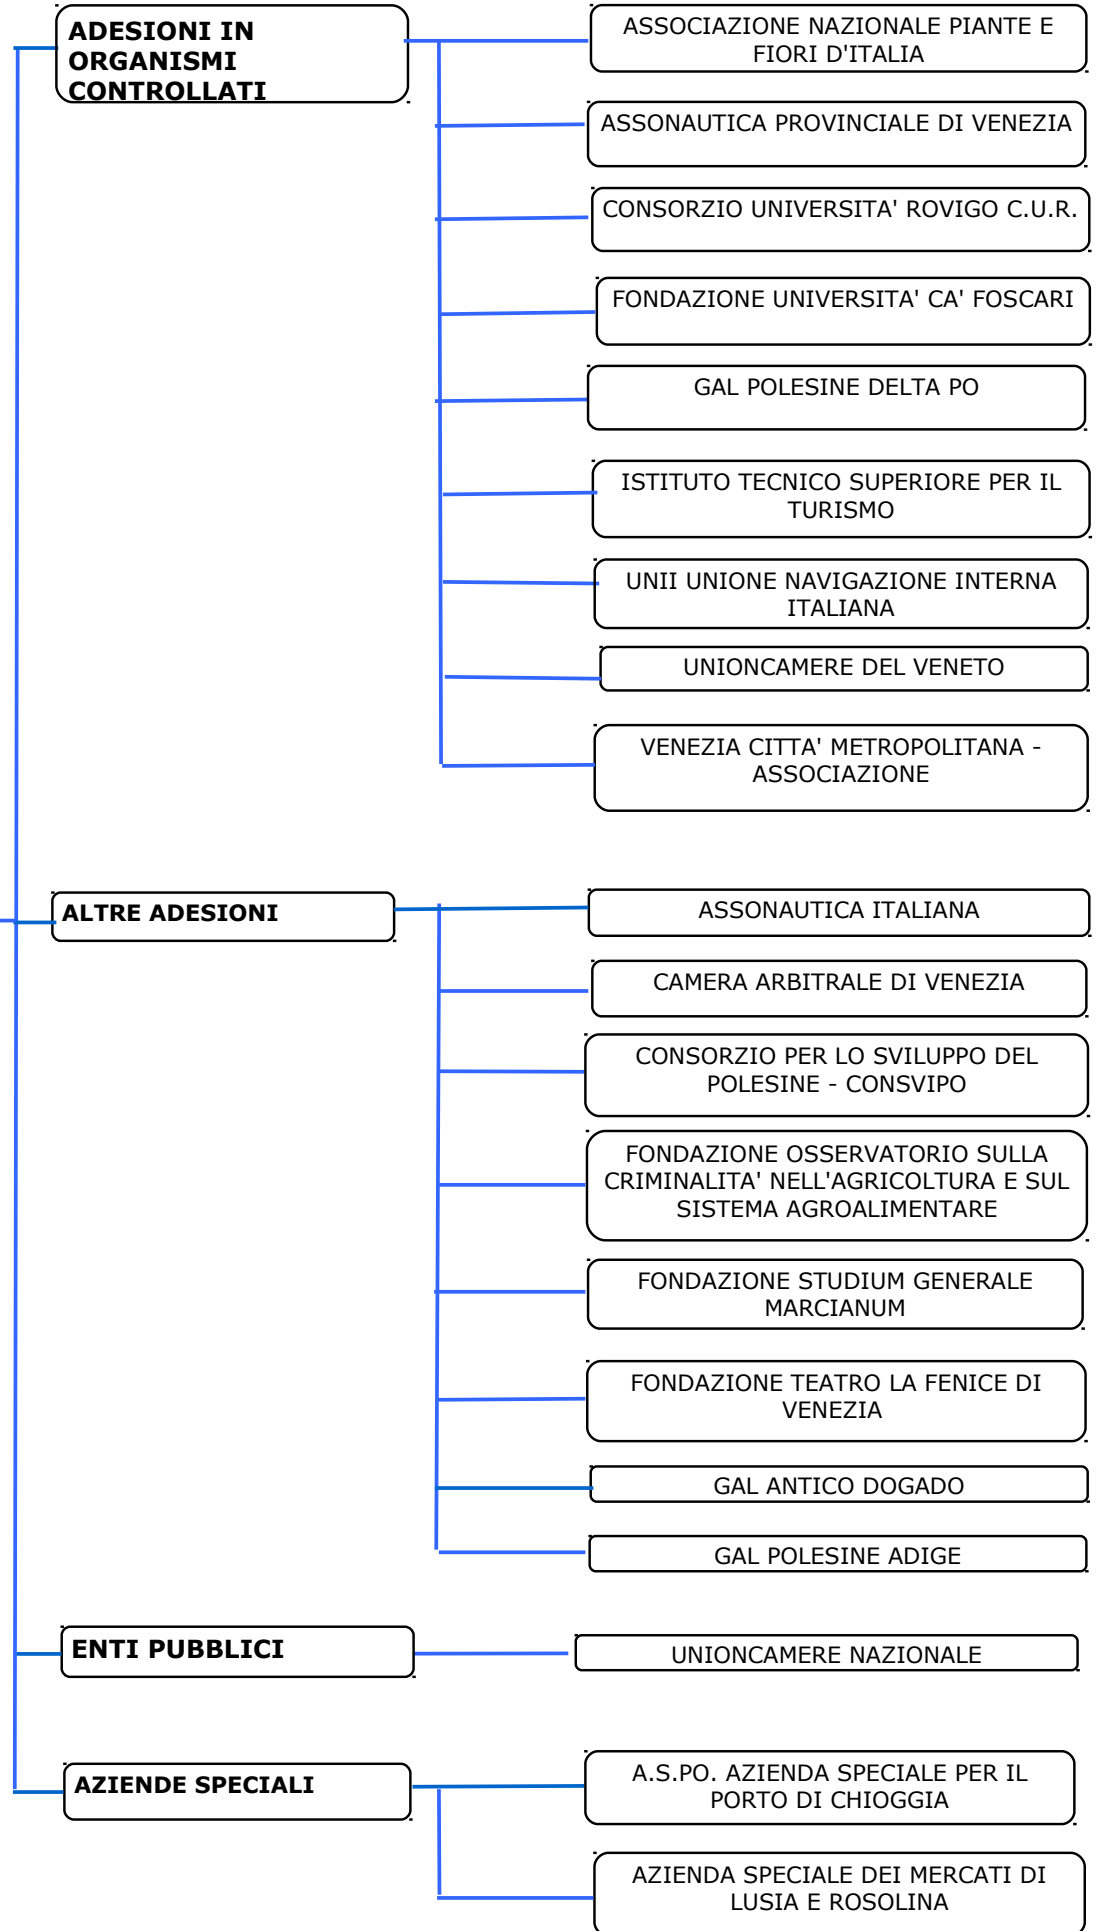 ADESIONI IN
ORGANISMI
CONTROLLATI
ASSOCIAZIONE NAZIONALE PIANTE E
FIORI D'ITALIA
ASSONAUTICA PROVINCIALE DI VENEZIA
CONSORZIO UNIVERSITA' ROVIGO C.U.R.
FONDAZIONE UNIVERSITA' CA' FOSCARI
GAL POLESINE DELTA PO
ISTITUTO TECNICO SUPERIORE PER IL
TURISMO
UNII UNIONE NAVIGAZIONE INTERNA
ITALIANA
UNIONCAMERE DEL VENETO
VENEZIA CITTA' METROPOLITANA -
ASSOCIAZIONE
ALTRE ADESIONI
ASSONAUTICA ITALIANA
CAMERA ARBITRALE DI VENEZIA
CONSORZIO PER LO SVILUPPO DEL
POLESINE - CONSVIPO
FONDAZIONE OSSERVATORIO SULLA
CRIMINALITA' NELL'AGRICOLTURA E SUL
SISTEMA AGROALIMENTARE
FONDAZIONE STUDIUM GENERALE
MARCIANUM
FONDAZIONE TEATRO LA FENICE DI
VENEZIA
GAL ANTICO DOGADO
GAL POLESINE ADIGE
ENTI PUBBLICI
UNIONCAMERE NAZIONALE
AZIENDE SPECIALI
A.S.PO. AZIENDA SPECIALE PER IL
PORTO DI CHIOGGIA
AZIENDA SPECIALE DEI MERCATI DI
LUSIA E ROSOLINA